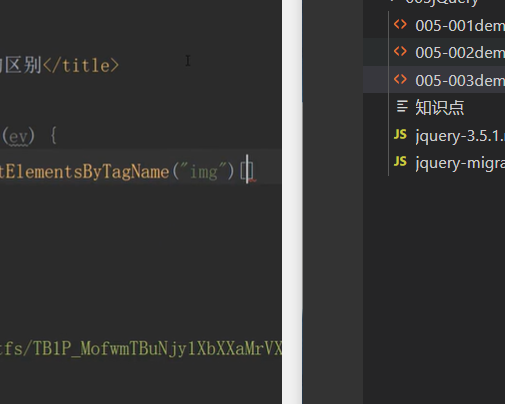 区别</title>
(ev) {
tElementsByTagName("img")[]
tfs/TB1P_MofwmTBuNjy1XbXXaMrVX
005jQuery
<> 005-001dem
<> 005-002dem
<> 005-003dem
知识点
JS jquery-3.5.1.
JS jquery-migra